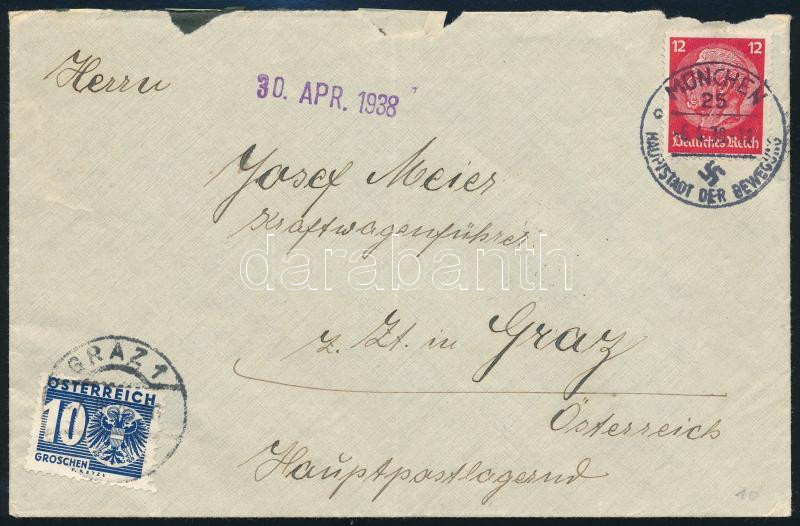 Herrn
30. APR. 1938
12 12
Deutsches Reich
MÜNCHEN
25
HAUPTSTADT DER BEWEGUNG
Josef Meier
Kraftwagenführer
darabanth
z. Zt. in Graz
Österreich
Hauptpostlagernd
GRAZ 1
ÖSTERREICH
10
GROSCHEN
10